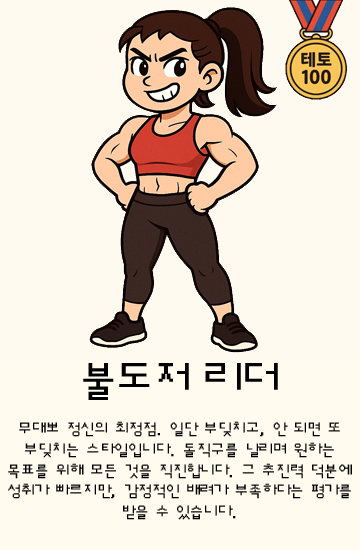 테토
100
불도저 리더
무대뽀 정신의 최정점. 일단 부딪치고, 안 되면 또
부딪치는 스타일입니다. 돌직구를 날리며 원하는
목표를 위해 모든 것을 직진합니다. 그 추진력 덕분에
성취가 빠르지만, 감정적인 배려가 부족하다는 평가를
받을 수 있습니다.